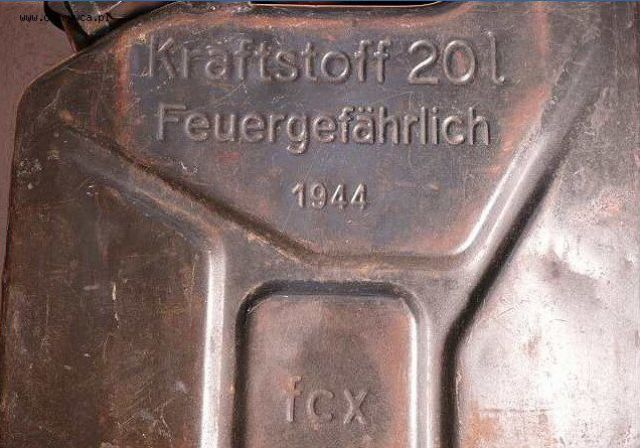 Kraftstoff 20 l
Feuergefährlich
1944
fcx